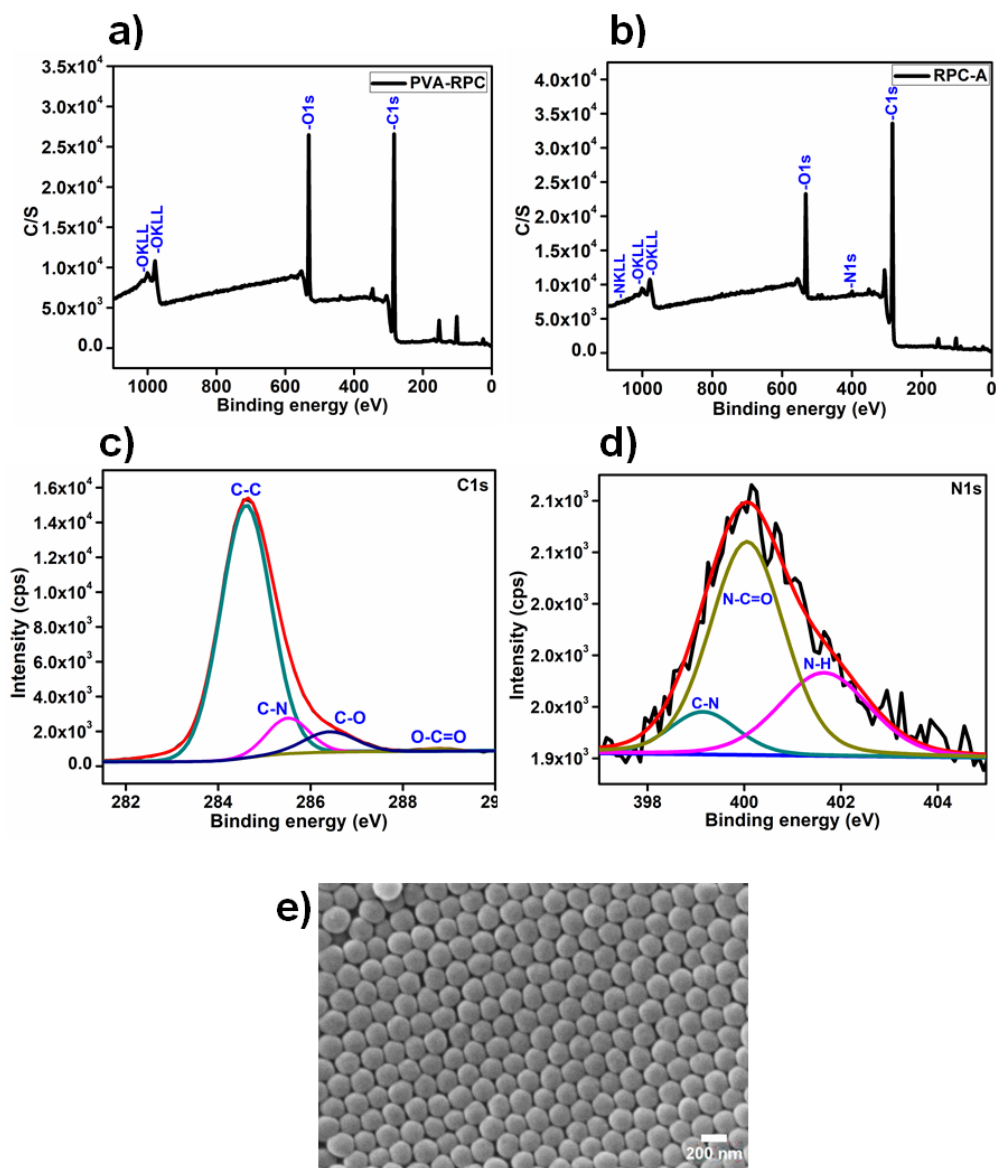 a)
C/S
3.5x10⁴
3.0x10⁴
2.5x10⁴
2.0x10⁴
1.5x10⁴
1.0x10⁴
5.0x10³
0.0
PVA-RPC
-OKLL
-OKLL
-O1s
-C1s
1000 800 600 400 200 0
Binding energy (eV)
b)
C/S
4.0x10⁴
3.5x10⁴
3.0x10⁴
2.5x10⁴
2.0x10⁴
1.5x10⁴
1.0x10⁴
5.0x10³
0.0
RPC-A
-NKLL
-OKLL
-OKLL
-O1s
-N1s
-C1s
1000 800 600 400 200 0
Binding energy (eV)
c)
Intensity (cps)
1.6x10⁴
1.4x10⁴
1.2x10⁴
1.0x10⁴
8.0x10³
6.0x10³
4.0x10³
2.0x10³
0.0
C1s
C-C
C-N
C-O
O-C=O
282 284 286 288 29
Binding energy (eV)
d)
Intensity (cps)
2.1x10³
2.1x10³
2.0x10³
2.0x10³
2.0x10³
1.9x10³
N1s
N-C=O
N-H
C-N
398 400 402 404
Binding energy (eV)
e)
200 nm